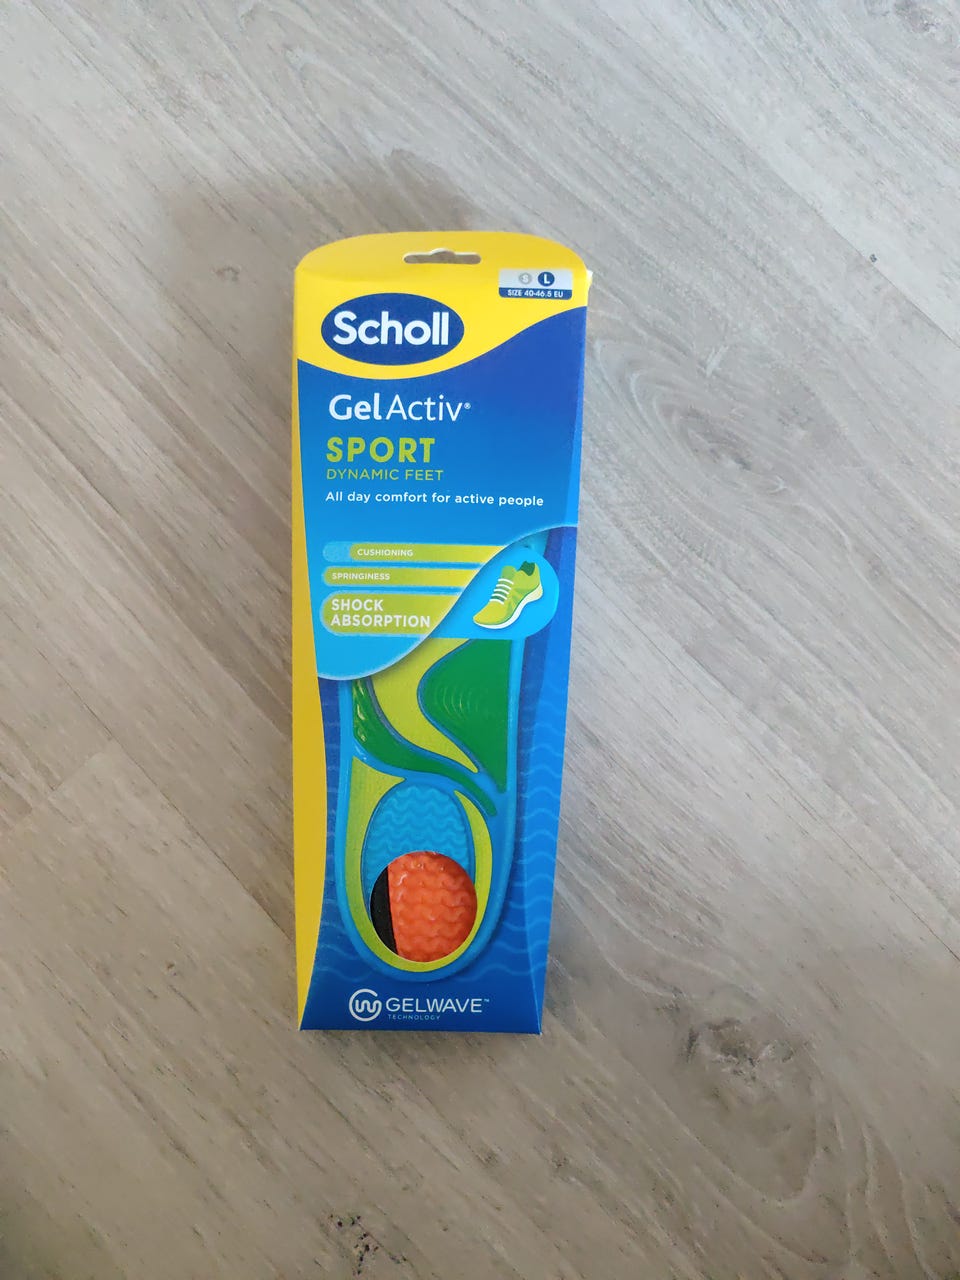 S L
SIZE 40-46.5 EU
Scholl
GelActiv®
SPORT
DYNAMIC FEET
All day comfort for active people
CUSHIONING
SPRINGINESS
SHOCK
ABSORPTION
GELWAVE™
TECHNOLOGY